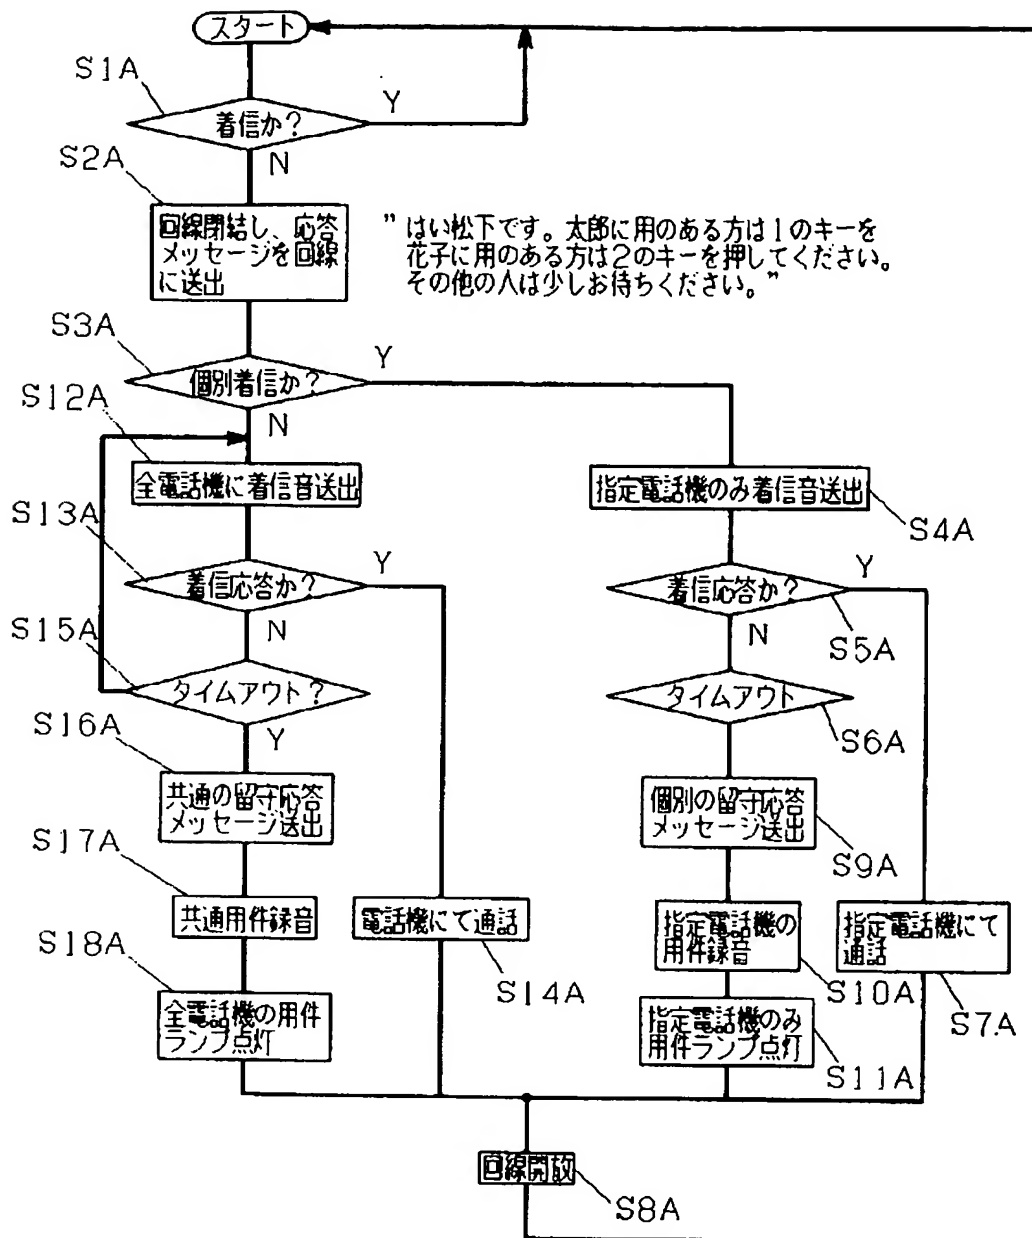 スタート
S1A
着信か?
Y
N
S2A
回線閉結し、応答
メッセージを回線
に送出
"はい松下です。太郎に用のある方は1のキーを
花子に用のある方は2のキーを押してください。
その他の人は少しお待ちください。"
S3A
個別着信か?
Y
N
S12A
全電話機に着信音送出
指定電話機のみ着信音送出
S4A
S13A
着信応答か?
Y
N
着信応答か?
Y
N
S5A
S15A
タイムアウト?
Y
タイムアウト
S6A
S16A
共通の留守応答
メッセージ送出
個別の留守応答
メッセージ送出
S9A
S17A
共通用件録音
電話機にて通話
S14A
指定電話機の
用件録音
S10A
指定電話機にて
通話
S7A
S18A
全電話機の用件
ランプ点灯
指定電話機のみ
用件ランプ点灯
S11A
回線開放
S8A